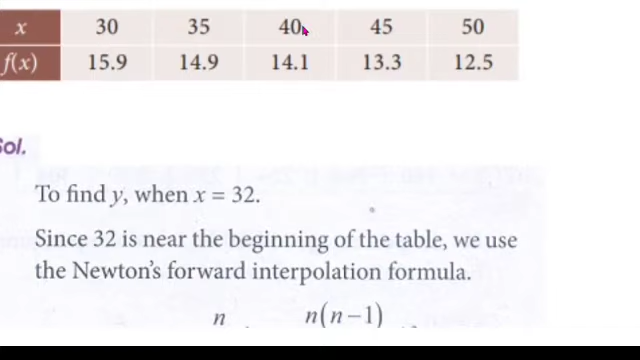 x 30 35 40 45 50
f(x) 15.9 14.9 14.1 13.3 12.5
Sol.
To find y, when x = 32.
Since 32 is near the beginning of the table, we use
the Newton's forward interpolation formula.
n n(n−1)